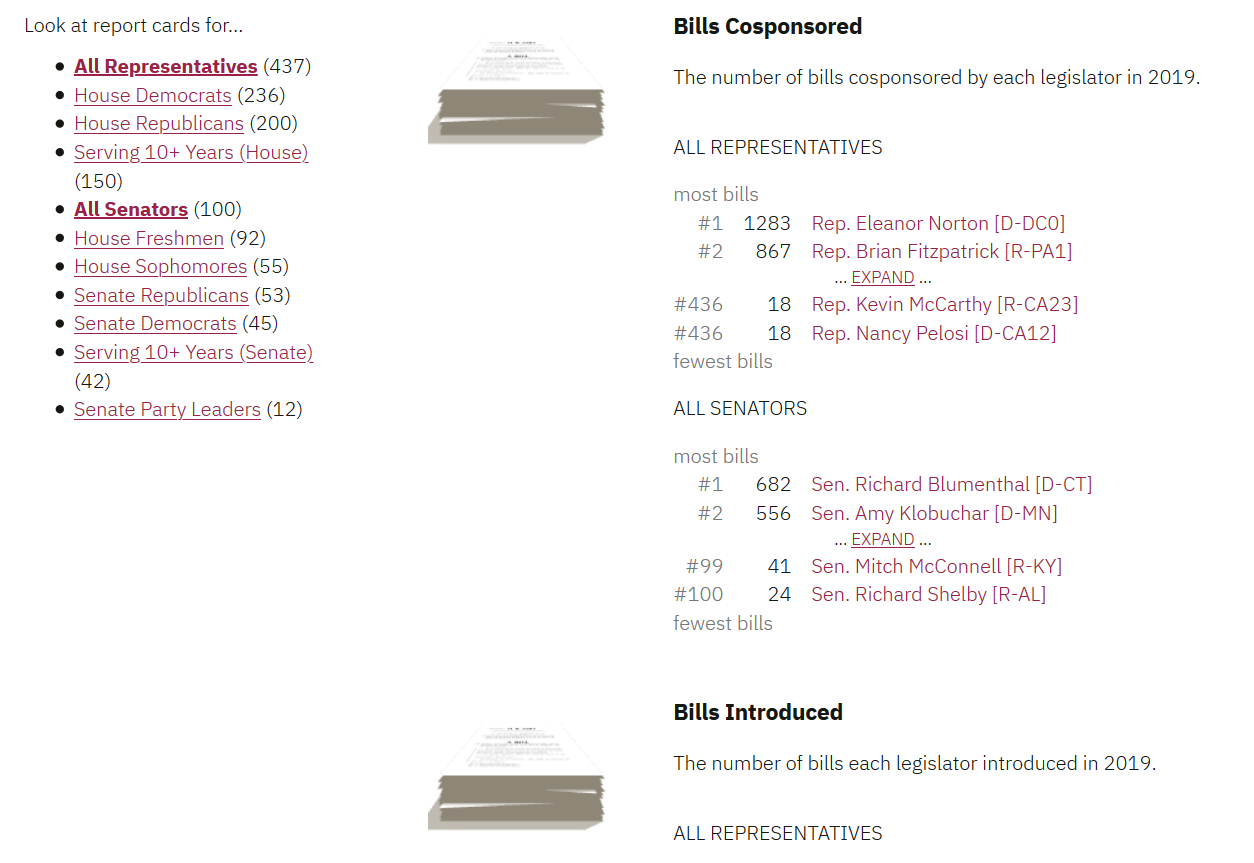 Look at report cards for...
All Representatives (437)
House Democrats (236)
House Republicans (200)
Serving 10+ Years (House)
(150)
All Senators (100)
House Freshmen (92)
House Sophomores (55)
Senate Republicans (53)
Senate Democrats (45)
Serving 10+ Years (Senate)
(42)
Senate Party Leaders (12)
Bills Cosponsored
The number of bills cosponsored by each legislator in 2019.
ALL REPRESENTATIVES
most bills
#1 1283 Rep. Eleanor Norton [D-DC0]
#2 867 Rep. Brian Fitzpatrick [R-PA1]
... EXPAND ...
#436 18 Rep. Kevin McCarthy [R-CA23]
#436 18 Rep. Nancy Pelosi [D-CA12]
fewest bills
ALL SENATORS
most bills
#1 682 Sen. Richard Blumenthal [D-CT]
#2 556 Sen. Amy Klobuchar [D-MN]
... EXPAND ...
#99 41 Sen. Mitch McConnell [R-KY]
#100 24 Sen. Richard Shelby [R-AL]
fewest bills
Bills Introduced
The number of bills each legislator introduced in 2019.
ALL REPRESENTATIVES